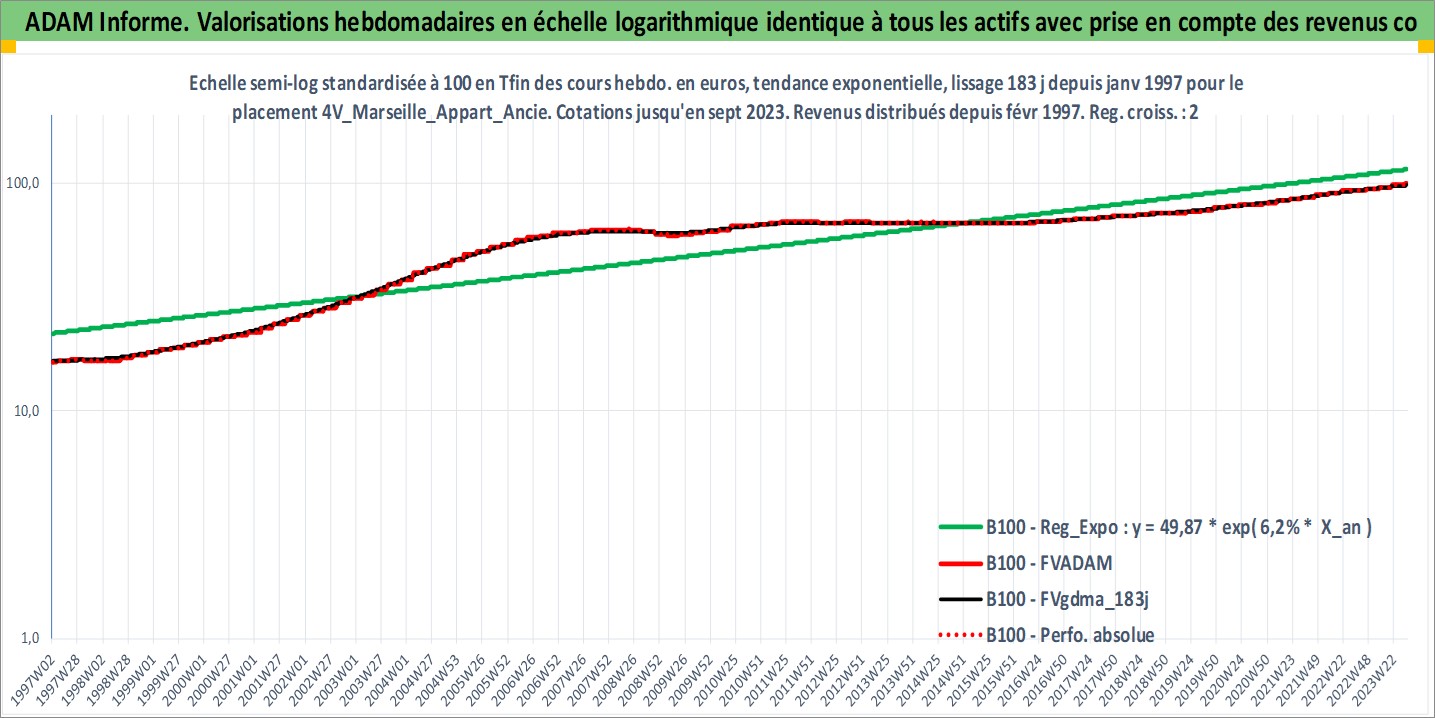 ADAM Informe. Valorisations hebdomadaires en échelle logarithmique identique à tous les actifs avec prise en compte des revenus co
Echelle semi-log standardisée à 100 en Tfin des cours hebdo. en euros, tendance exponentielle, lissage 183 j depuis janv 1997 pour le
placement 4V_Marseille_Appart_Ancie. Cotations jusqu'en sept 2023. Revenus distribués depuis févr 1997. Reg. croiss. : 2
100,0
10,0
1,0
B100 - Reg_Expo : y = 49,87 * exp( 6,2% * X_an )
B100 - FVADAM
B100 - FVgdma_183j
B100 - Perfo. absolue
1997W02
1997W28
1998W02
1998W28
1999W01
1999W27
2000W01
2000W27
2001W01
2001W27
2002W01
2002W27
2003W01
2003W27
2004W01
2004W27
2004W53
2005W26
2005W52
2006W26
2006W52
2007W26
2007W52
2008W26
2008W52
2009W26
2009W52
2010W25
2010W51
2011W25
2011W51
2012W25
2012W51
2013W25
2013W51
2014W25
2014W51
2015W25
2015W51
2016W24
2016W50
2017W24
2017W50
2018W24
2018W50
2019W24
2019W50
2020W24
2020W50
2021W23
2021W49
2022W22
2022W48
2023W22